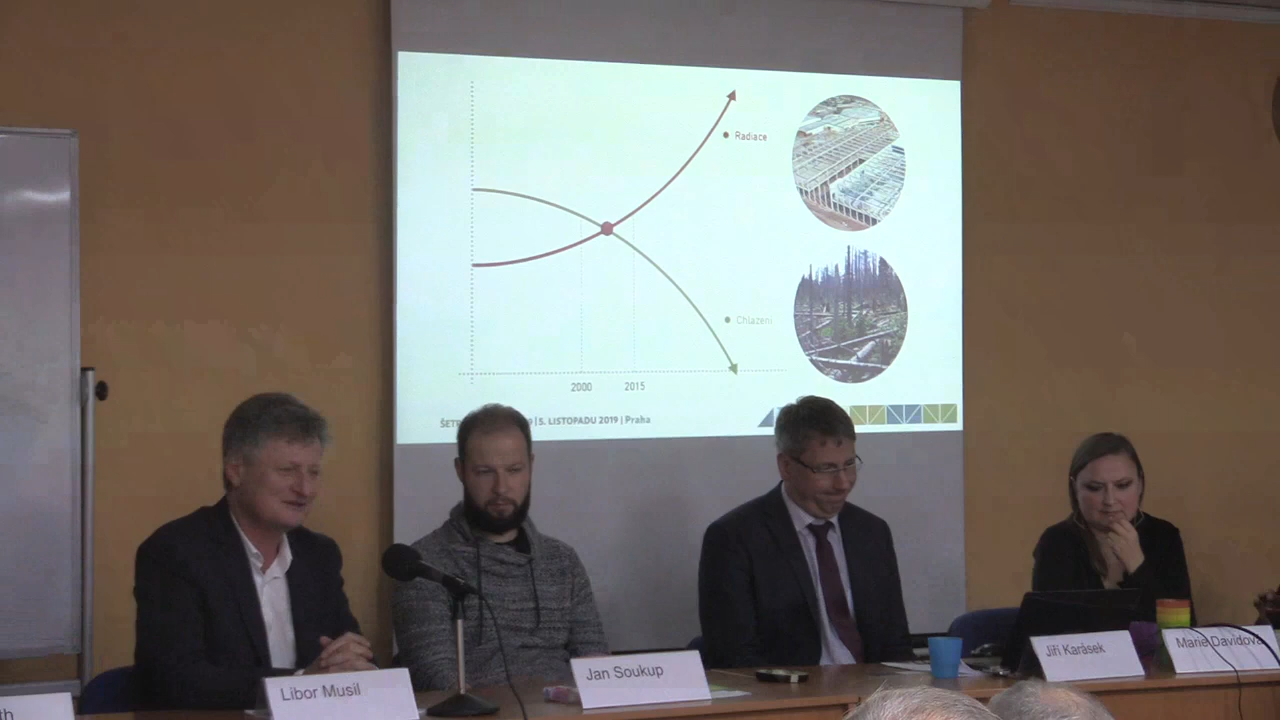 Radiace
Chlazení
2000 2015
5. LISTOPADU 2019 | Praha
Libor Musil
Jan Soukup
Jiří Karásek
Marie Davidová